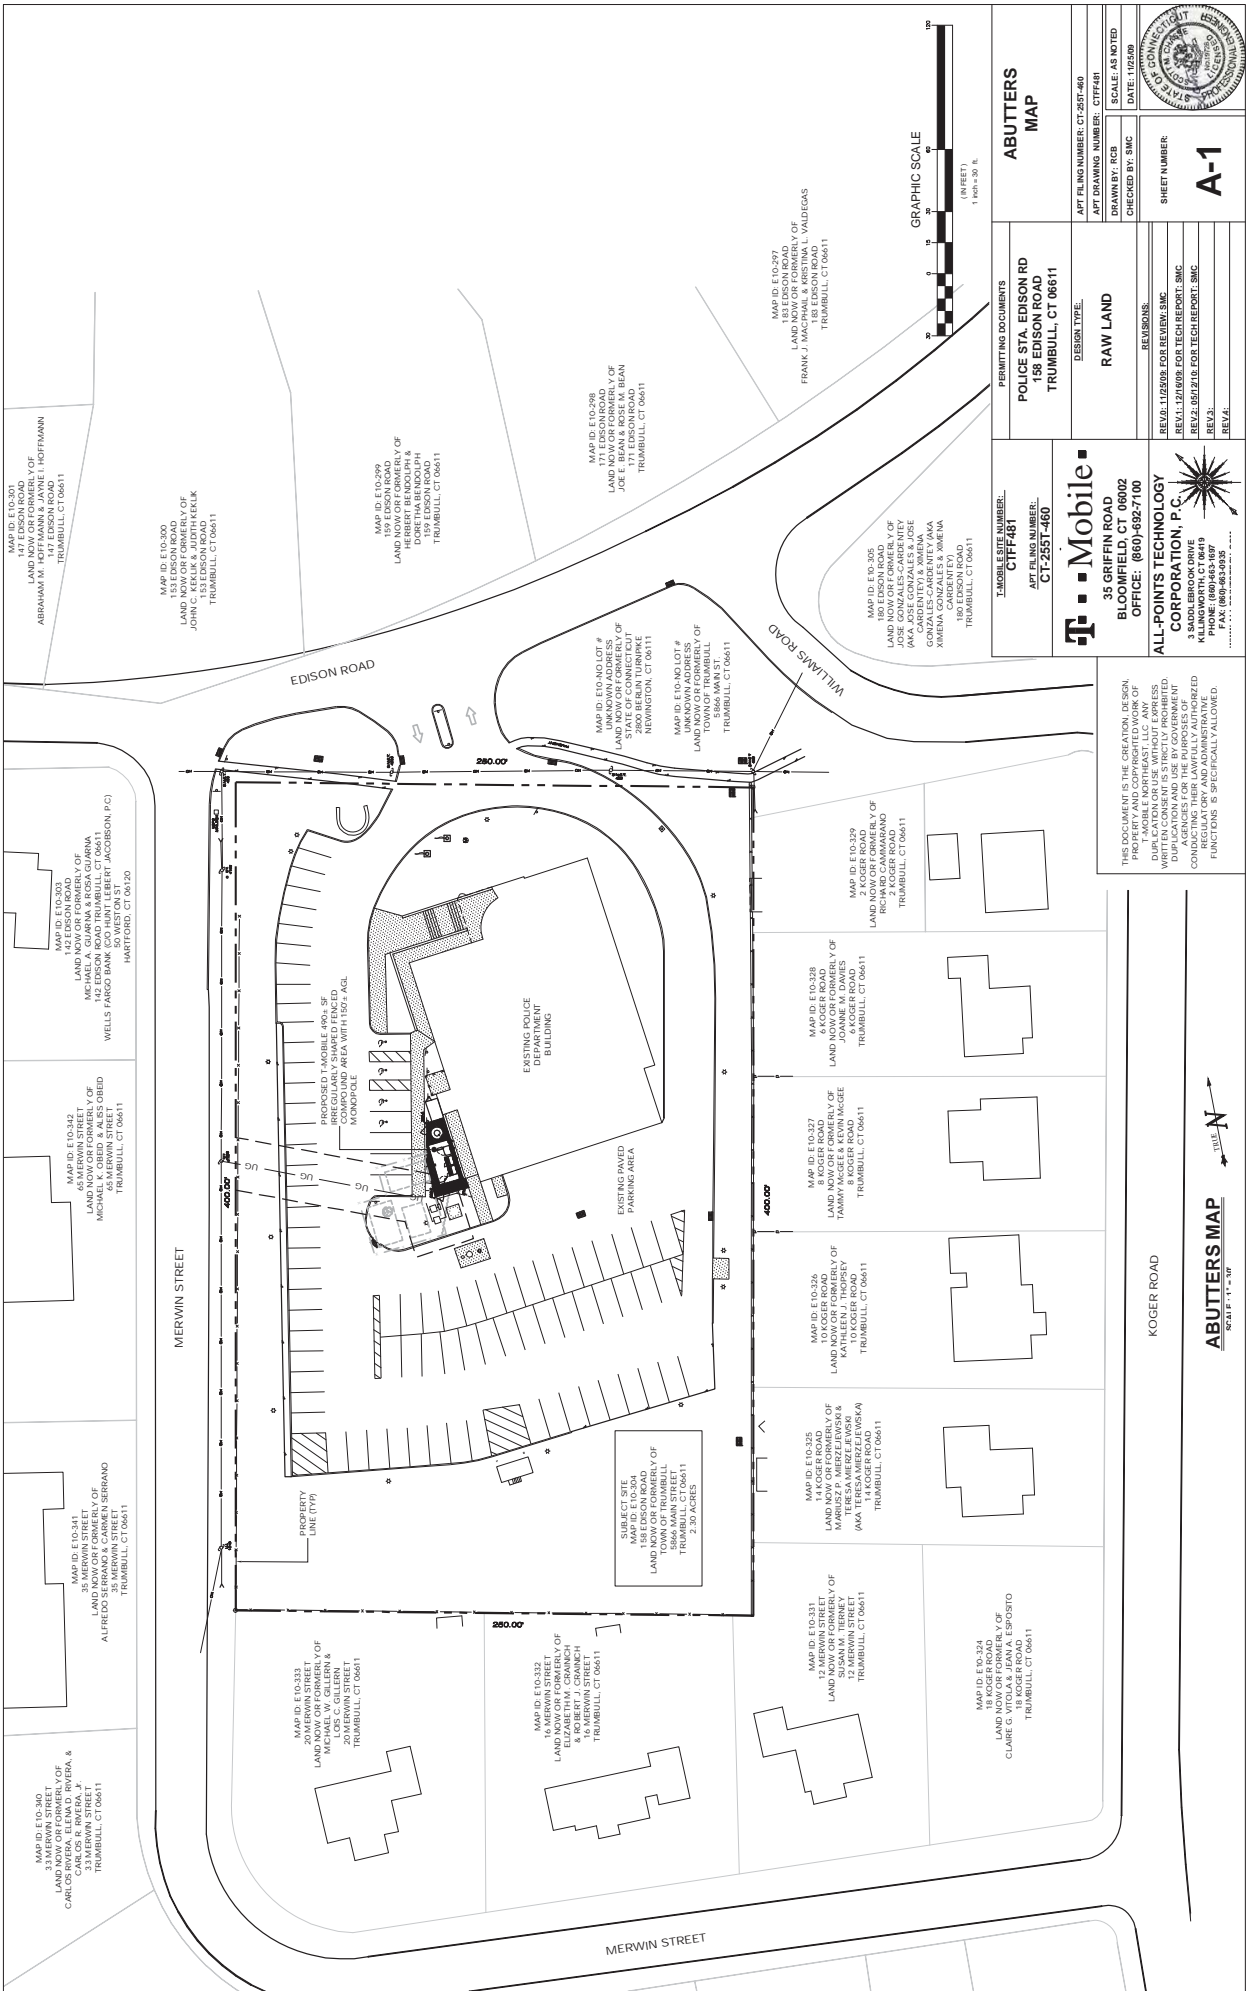 MAP ID: E10-301
147 EDISON ROAD
LAND NOW OR FORMERLY OF
ABRAHAM M. HOFFMANN & JAYNE I. HOFFMANN
147 EDISON ROAD
TRUMBULL, CT 06611
MAP ID: E10-300
153 EDISON ROAD
LAND NOW OR FORMERLY OF
JOHN C. KEKLIK & JUDITH KEKLIK
153 EDISON ROAD
TRUMBULL, CT 06611
MAP ID: E10-299
159 EDISON ROAD
LAND NOW OR FORMERLY OF
HERBERT BENDOLPH &
DORETHA BENDOLPH
159 EDISON ROAD
TRUMBULL, CT 06611
MAP ID: E10-298
171 EDISON ROAD
LAND NOW OR FORMERLY OF
JOE E. BEAN & ROSE M. BEAN
171 EDISON ROAD
TRUMBULL, CT 06611
MAP ID: E10-297
183 EDISON ROAD
LAND NOW OR FORMERLY OF
FRANK J. MACPHAIL & KRISTINA L. VALDEGAS
183 EDISON ROAD
TRUMBULL, CT 06611
EDISON ROAD
MAP ID: E10-NO LOT #
UNKNOWN ADDRESS
LAND NOW OR FORMERLY OF
STATE OF CONNECTICUT
2800 BERLIN TURNPIKE
NEWINGTON, CT 06111
MAP ID: E10-NO LOT #
UNKNOWN ADDRESS
LAND NOW OR FORMERLY OF
TOWN OF TRUMBULL
5866 MAIN ST.
TRUMBULL, CT 06611
WILLIAMS ROAD
MAP ID: E10-305
180 EDISON ROAD
LAND NOW OR FORMERLY OF
JOSE GONZALES-CARDENTEY
(AKA JOSE GONZALES & JOSE
CARDENTEY) & XIMENA
GONZALES-CARDENTEY (AKA
XIMENA GONZALES & XIMENA
CARDENTEY)
180 EDISON ROAD
TRUMBULL, CT 06611
MAP ID: E10-303
142 EDISON ROAD
LAND NOW OR FORMERLY OF
MICHAEL A. GUARNA & ROSA GUARNA
142 EDISON ROAD TRUMBULL, CT 06611
WELLS FARGO BANK (C/O HUNT LEIBERT JACOBSON, P.C)
50 WESTON ST
HARTFORD, CT 06120
MAP ID: E10-342
65 MERWIN STREET
LAND NOW OR FORMERLY OF
MICHAEL K. OBEID & ALISS OBEID
65 MERWIN STREET
TRUMBULL, CT 06611
MERWIN STREET
MAP ID: E10-341
35 MERWIN STREET
LAND NOW OR FORMERLY OF
ALFREDO SERRANO & CARMEN SERRANO
35 MERWIN STREET
TRUMBULL, CT 06611
MAP ID: E10-340
33 MERWIN STREET
LAND NOW OR FORMERLY OF
CARLOS RIVERA, ELENA D. RIVERA, &
CARLOS R. RIVERA, Jr.
33 MERWIN STREET
TRUMBULL, CT 06611
250.00'
400.00'
UG
UG
UG
UG
PROPOSED T-MOBILE 490± SF
IRREGULARLY SHAPED FENCED
COMPOUND AREA WITH 150'± AGL
MONOPOLE
EXISTING POLICE
DEPARTMENT
BUILDING
EXISTING PAVED
PARKING AREA
400.00'
250.00'
PROPERTY
LINE (TYP)
SUBJECT SITE
MAP ID: E10-304
158 EDISON ROAD
LAND NOW OR FORMERLY OF
TOWN OF TRUMBULL
5866 MAIN STREET
TRUMBULL, CT 06611
2.30 ACRES
MAP ID: E10-329
2 KOGER ROAD
LAND NOW OR FORMERLY OF
RICHARD CAMMARANO
2 KOGER ROAD
TRUMBULL, CT 06611
MAP ID: E10-328
6 KOGER ROAD
LAND NOW OR FORMERLY OF
JOANNE M. DAVIES
6 KOGER ROAD
TRUMBULL, CT 06611
MAP ID: E10-327
8 KOGER ROAD
LAND NOW OR FORMERLY OF
TAMMY McGEE & KEVIN McGEE
8 KOGER ROAD
TRUMBULL, CT 06611
MAP ID: E10-326
10 KOGER ROAD
LAND NOW OR FORMERLY OF
KATHLEEN J. THOPSEY
10 KOGER ROAD
TRUMBULL, CT 06611
MAP ID: E10-325
14 KOGER ROAD
LAND NOW OR FORMERLY OF
MARIUSZ P. MIERZEJEWSKI &
TERESA MIERZEJEWSKI
(AKA TERESA MIERZEJEWSKA)
14 KOGER ROAD
TRUMBULL, CT 06611
MAP ID: E10-333
20 MERWIN STREET
LAND NOW OR FORMERLY OF
MICHAEL W. GILLERN &
LOIS C. GILLERN
20 MERWIN STREET
TRUMBULL, CT 06611
MAP ID: E10-332
16 MERWIN STREET
LAND NOW OR FORMERLY OF
ELIZABETH M. CRAINICH
& ROBERT J. CRAINICH
16 MERWIN STREET
TRUMBULL, CT 06611
MAP ID: E10-331
12 MERWIN STREET
LAND NOW OR FORMERLY OF
SUSAN M. TIERNEY
12 MERWIN STREET
TRUMBULL, CT 06611
MAP ID: E10-324
18 KOGER ROAD
LAND NOW OR FORMERLY OF
CLAIRE G. VITOLA & JEAN A. ESPOSITO
18 KOGER ROAD
TRUMBULL, CT 06611
MERWIN STREET
KOGER ROAD
TRUE N
ABUTTERS MAP
SCALE : 1" = 30'
GRAPHIC SCALE
30 0 15 30 60 120
( IN FEET )
1 inch = 30 ft.
THIS DOCUMENT IS THE CREATION, DESIGN,
PROPERTY AND COPYRIGHTED WORK OF
T-MOBILE NORTHEAST, LLC. ANY
DUPLICATION OR USE WITHOUT EXPRESS
WRITTEN CONSENT IS STRICTLY PROHIBITED.
DUPLICATION AND USE BY GOVERNMENT
AGENCIES FOR THE PURPOSES OF
CONDUCTING THEIR LAWFULLY AUTHORIZED
REGULATORY AND ADMINISTRATIVE
FUNCTIONS IS SPECIFICALLY ALLOWED.
T-MOBILE SITE NUMBER:
CTFF481
APT FILING NUMBER:
CT-255T-460
T Mobile
35 GRIFFIN ROAD
BLOOMFIELD, CT 06002
OFFICE: (860)-692-7100
ALL-POINTS TECHNOLOGY
CORPORATION, P.C.
3 SADDLEBROOK DRIVE
KILLINGWORTH, CT 06419
PHONE: (860)-663-1697
FAX: (860)-663-0935
PERMITTING DOCUMENTS
POLICE STA. EDISON RD
158 EDISON ROAD
TRUMBULL, CT 06611
DESIGN TYPE:
RAW LAND
REVISIONS:
REV.0: 11/25/09: FOR REVIEW: SMC
REV.1: 12/16/09: FOR TECH REPORT: SMC
REV.2: 05/12/10: FOR TECH REPORT: SMC
REV.3:
REV.4:
ABUTTERS
MAP
APT FILING NUMBER: CT-255T-460
APT DRAWING NUMBER: CTFF481
DRAWN BY: RCB
SCALE: AS NOTED
CHECKED BY: SMC
DATE: 11/25/09
SHEET NUMBER:
A-1
STATE OF CONNECTICUT
SCOTT M. CHASSE
LICENSED
PROFESSIONAL ENGINEER